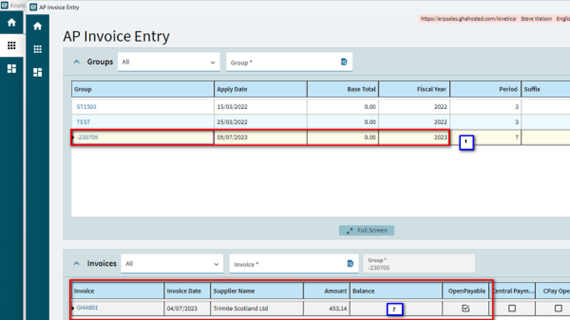 Kinetic
AP Invoice Entry
https://erpsales.ghahosted.com/kineticsi Steve Watson
AP Invoice Entry
Groups All Group *
Group Apply Date Base Total Fiscal Year Period Suffix
ST1503 15/03/2022 0.00 2022 3
TEST 25/03/2022 0.00 2022 3
-230705 05/07/2023 0.00 2023 7
1
Full Screen
Invoices All Invoice * Group *
-230705
Invoice Invoice Date Supplier Name Amount Balance OpenPayable Central Paym... CPay Ope
GHA001 04/07/2023 Trimite Scotland Ltd 453.14